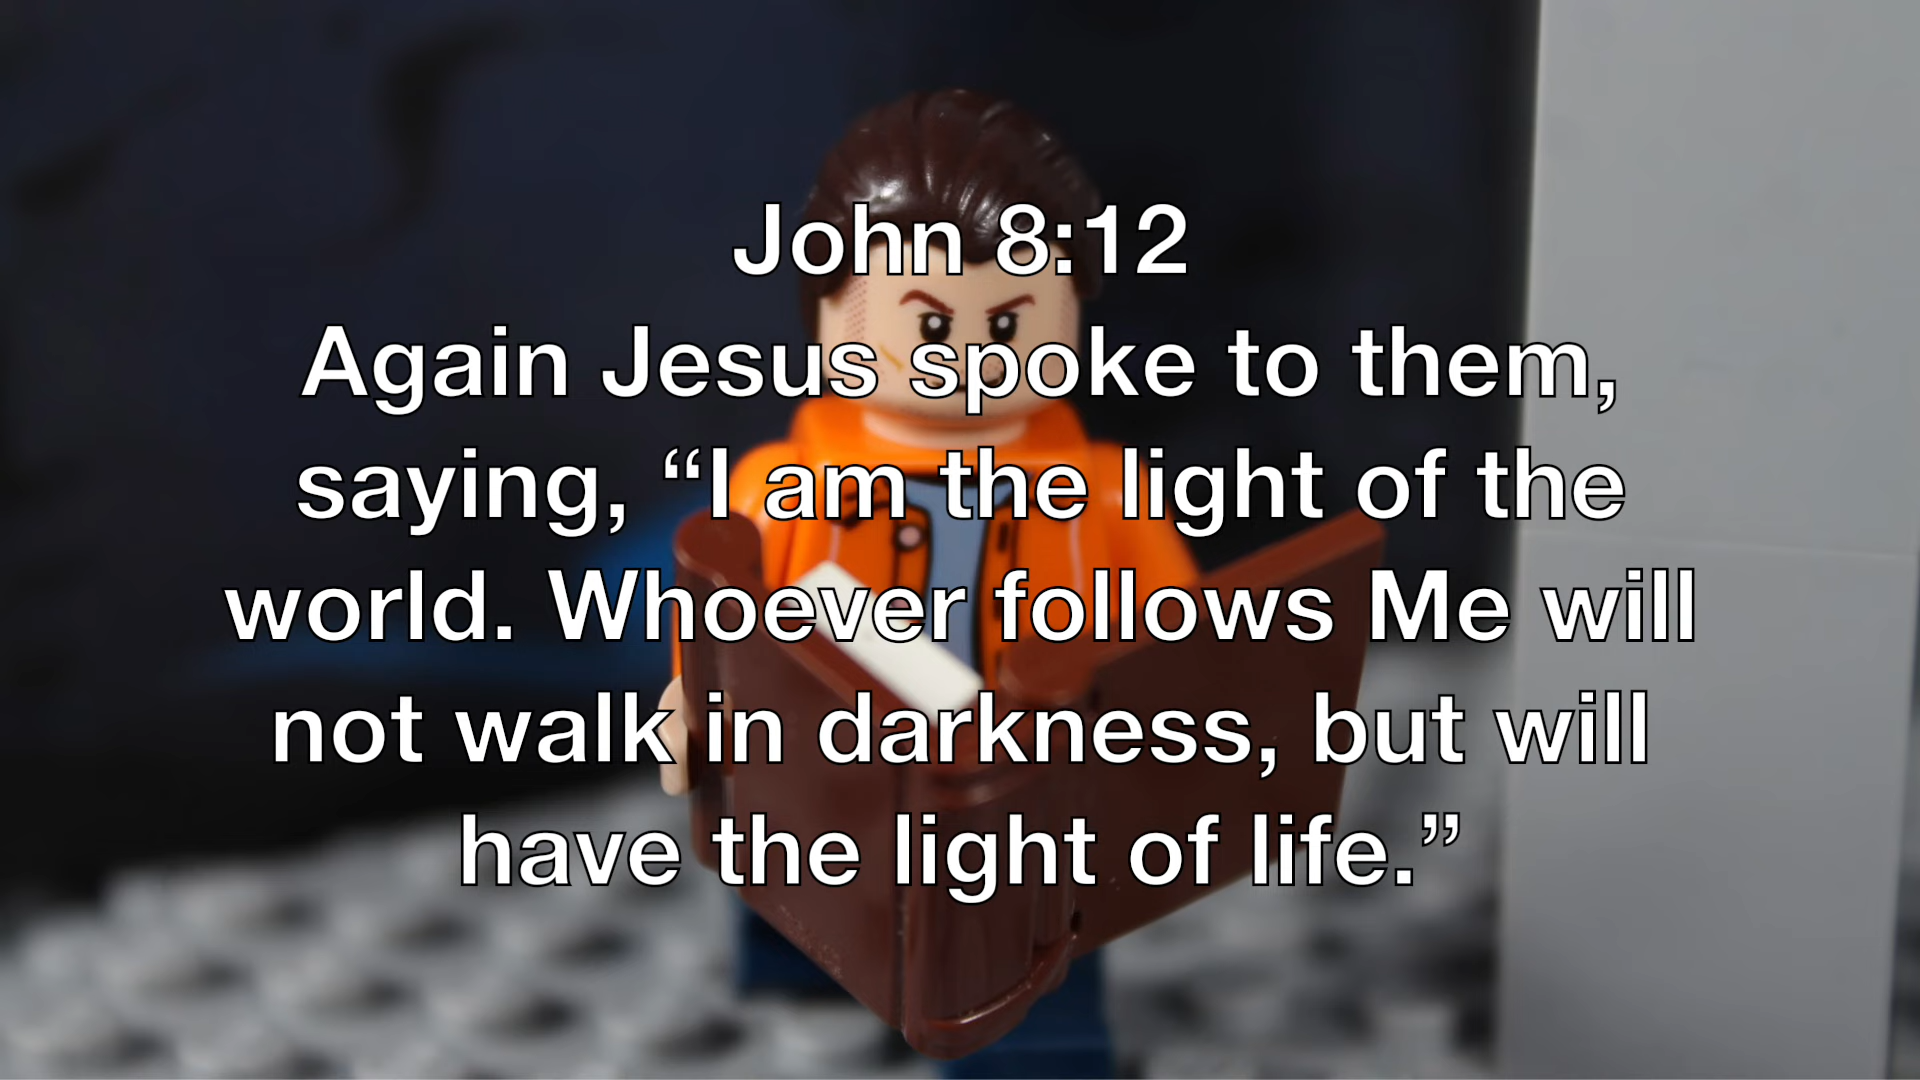 John 8:12
Again Jesus spoke to them,
saying, “I am the light of the
world. Whoever follows Me will
not walk in darkness, but will
have the light of life.”